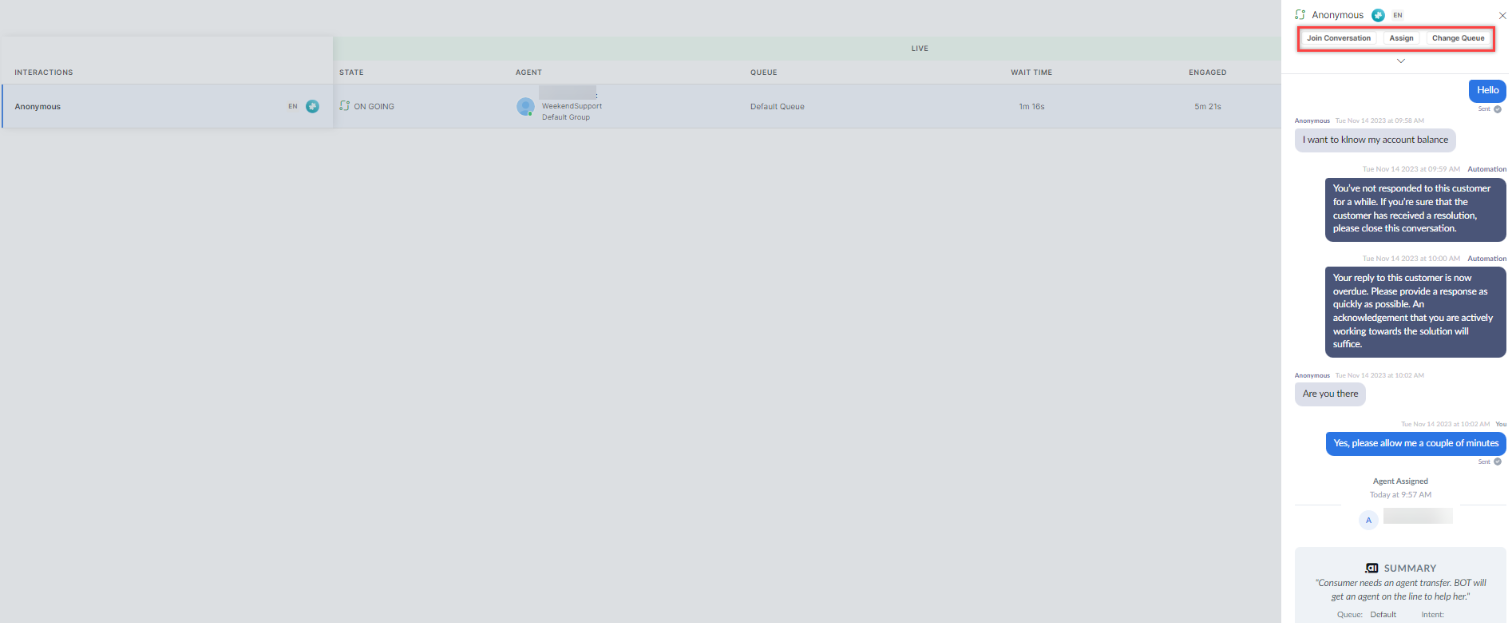 Anonymous EN
Join Conversation Assign Change Queue
LIVE
INTERACTIONS STATE AGENT QUEUE WAIT TIME ENGAGED
Anonymous EN ON GOING Default Queue 1m 16s 5m 21s
WeekendSupport
Default Group
Hello
Sent
Anonymous Tue Nov 14 2023 at 09:58 AM
I want to klnow my account balance
Tue Nov 14 2023 at 09:59 AM Automation
You've not responded to this customer
for a while. If you're sure that the
customer has received a resolution,
please close this conversation.
Tue Nov 14 2023 at 10:00 AM Automation
Your reply to this customer is now
overdue. Please provide a response as
quickly as possible. An
acknowledgement that you are actively
working towards the solution will
suffice.
Anonymous Tue Nov 14 2023 at 10:02 AM
Are you there
Tue Nov 14 2023 at 10:02 AM You
Yes, please allow me a couple of minutes
Sent
Agent Assigned
Today at 9:57 AM
A
.ai SUMMARY
"Consumer needs an agent transfer. BOT will
get an agent on the line to help her."
Queue: Default Intent: